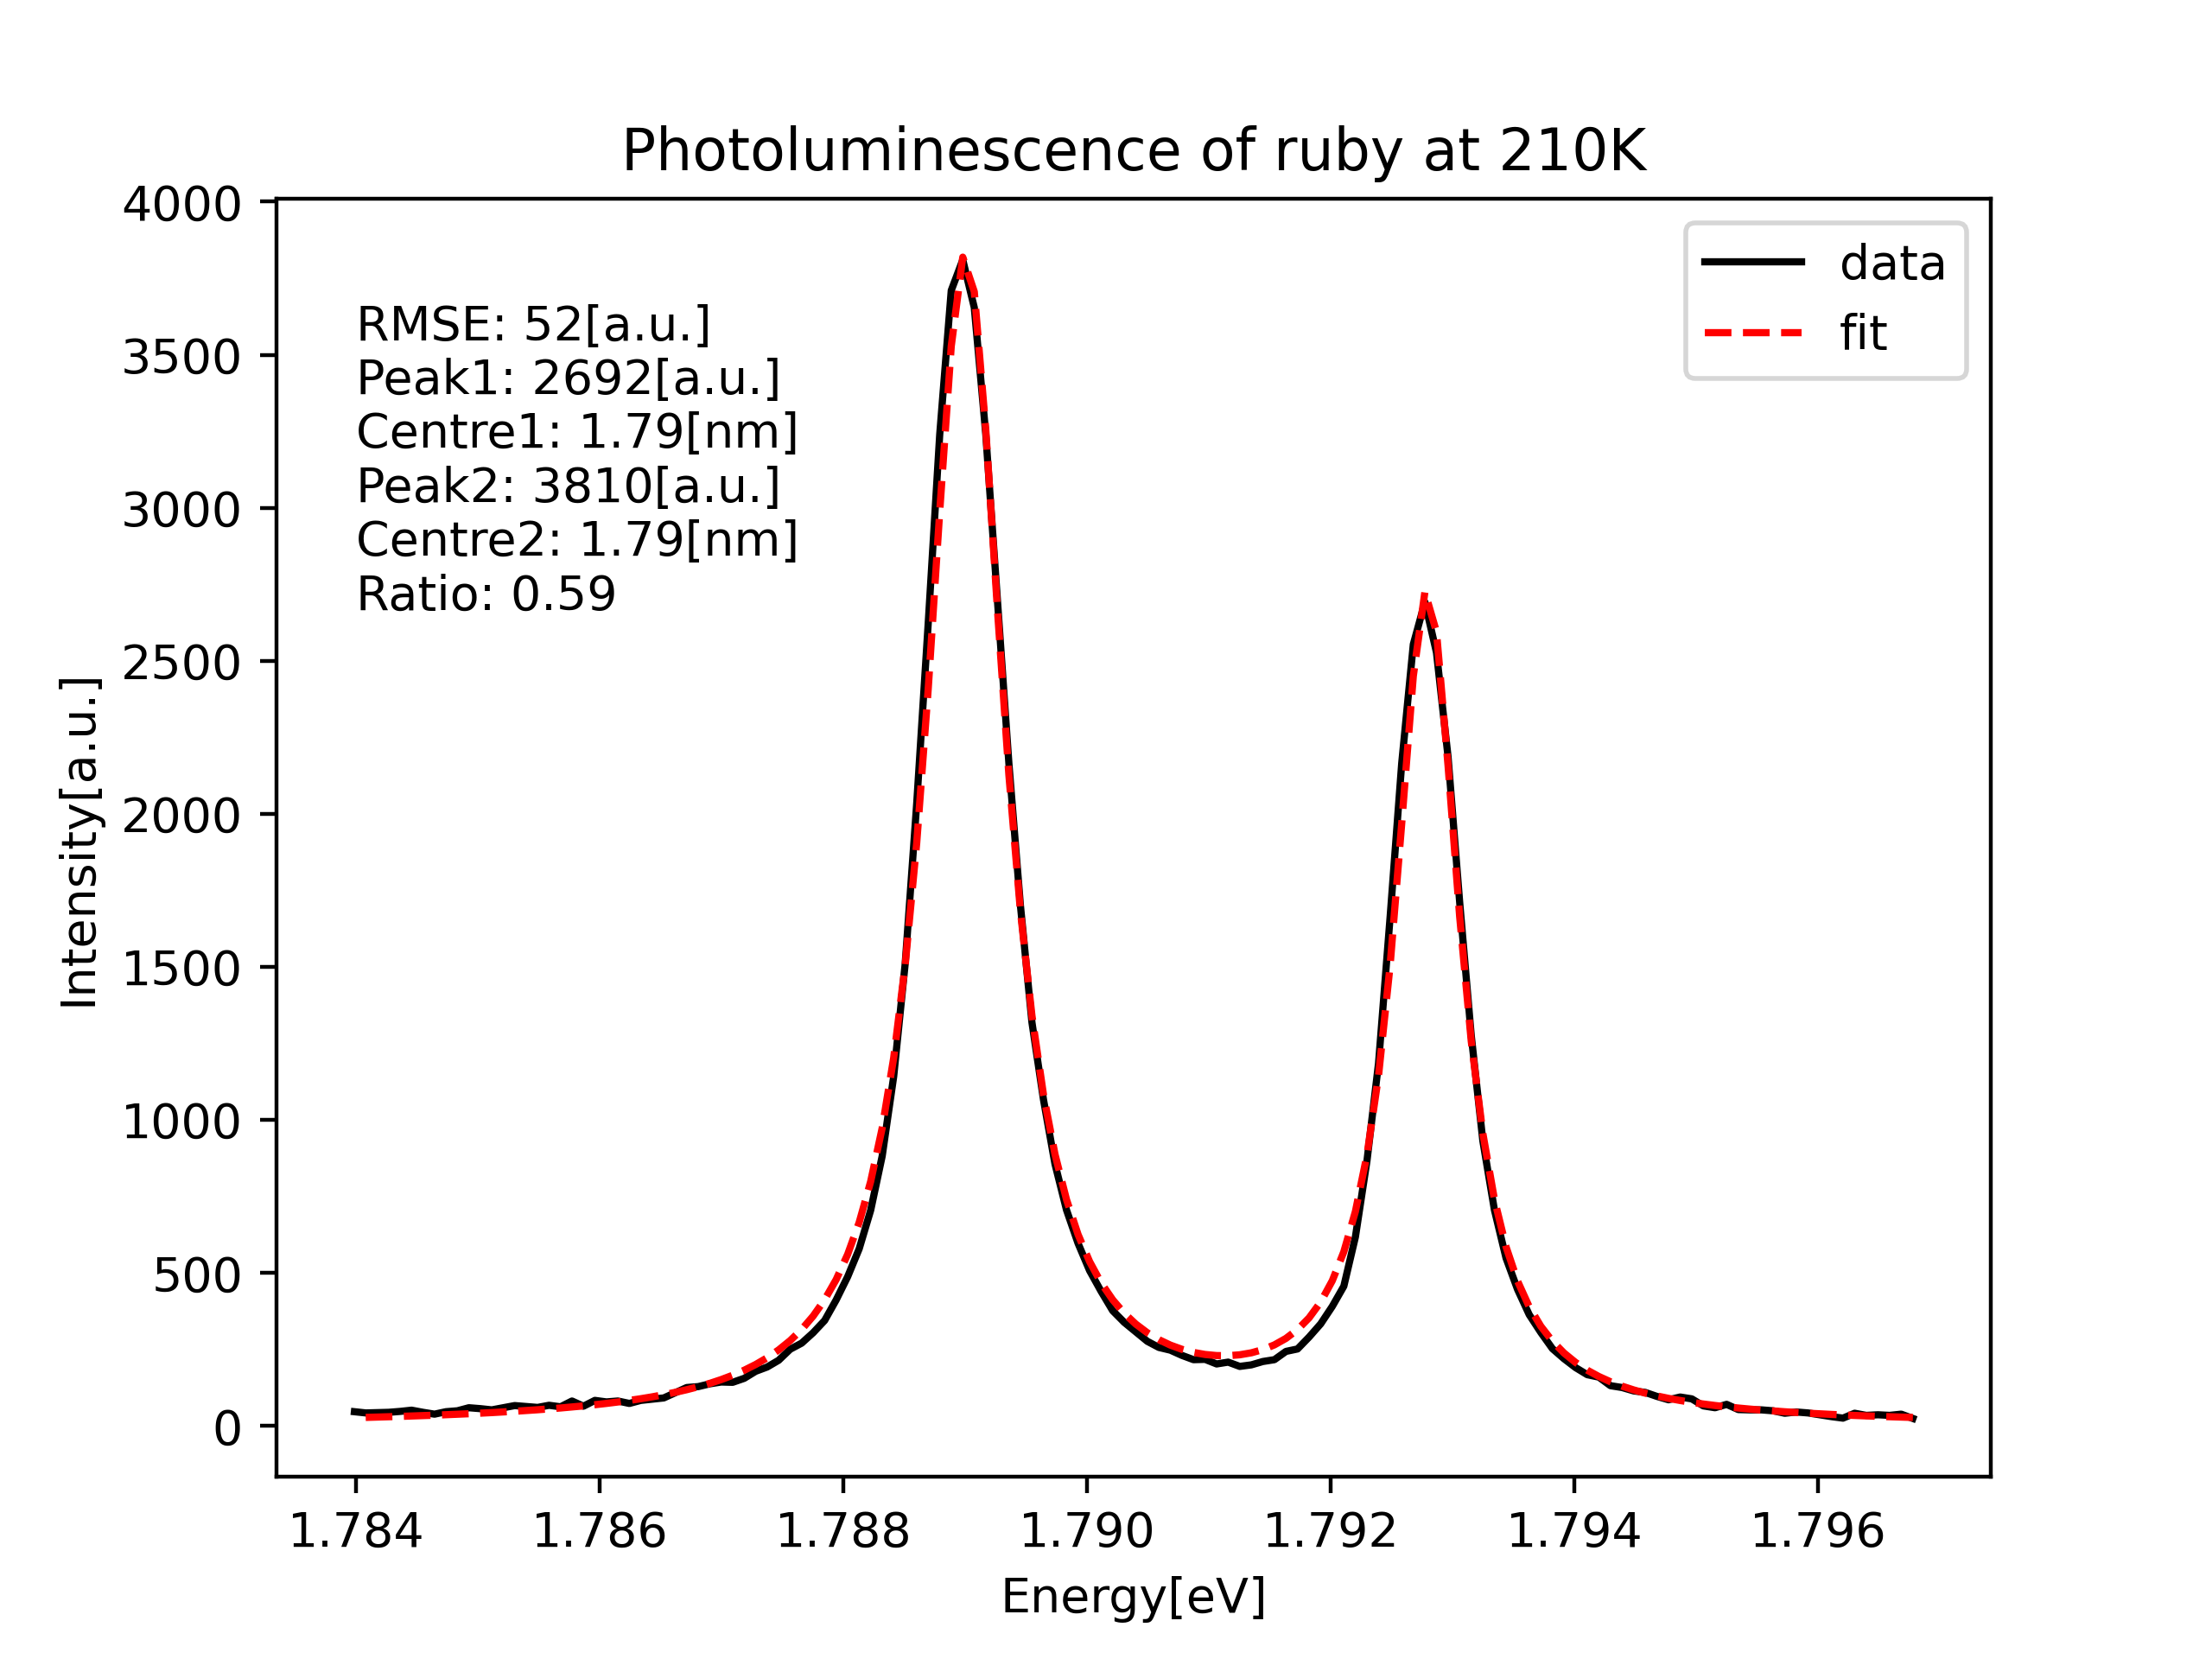 Photoluminescence of ruby at 210K
4000
3500
3000
2500
2000
1500
1000
500
0
Intensity[a.u.]
RMSE: 52[a.u.]
Peak1: 2692[a.u.]
Centre1: 1.79[nm]
Peak2: 3810[a.u.]
Centre2: 1.79[nm]
Ratio: 0.59
data
fit
1.784 1.786 1.788 1.790 1.792 1.794 1.796
Energy[eV]